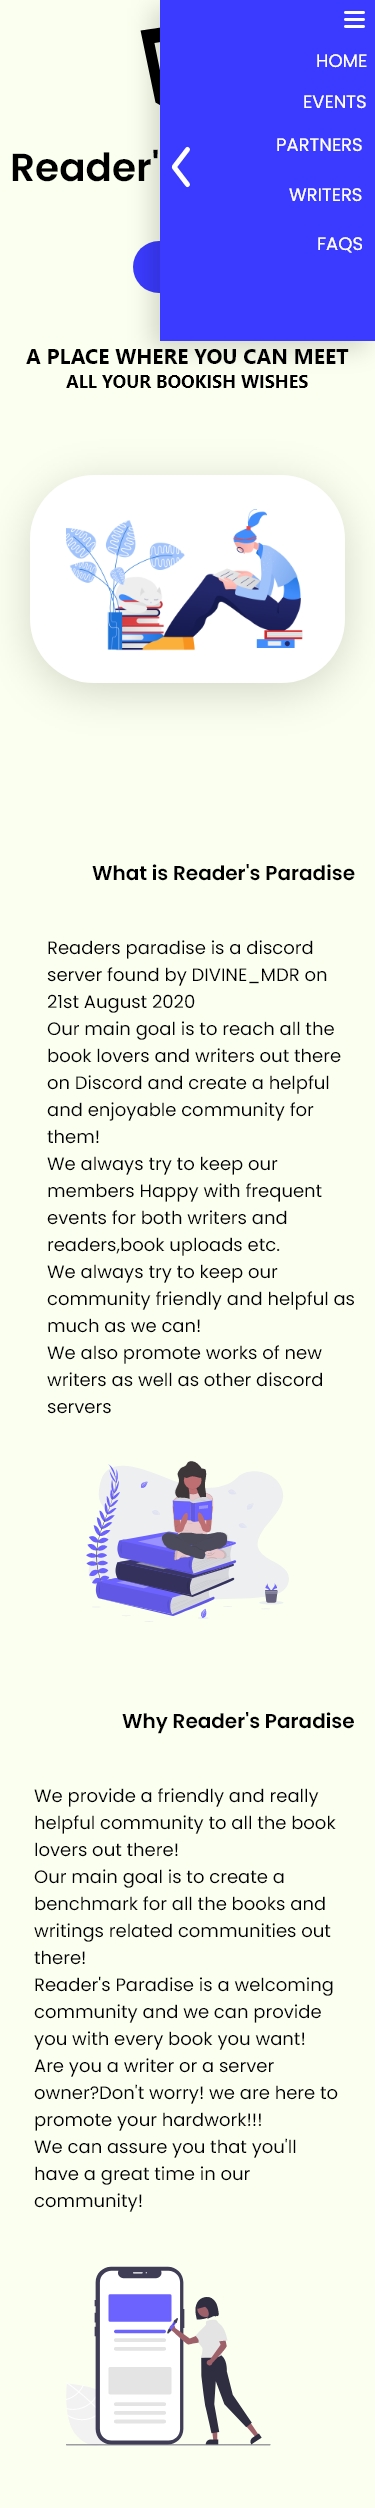 HOME
EVENTS
PARTNERS
WRITERS
FAQS
Reader'
A PLACE WHERE YOU CAN MEET
ALL YOUR BOOKISH WISHES
What is Reader's Paradise
Readers paradise is a discord
server found by DIVINE_MDR on
21st August 2020
Our main goal is to reach all the
book lovers and writers out there
on Discord and create a helpful
and enjoyable community for
them!
We always try to keep our
members Happy with frequent
events for both writers and
readers,book uploads etc.
We always try to keep our
community friendly and helpful as
much as we can!
We also promote works of new
writers as well as other discord
servers
Why Reader's Paradise
We provide a friendly and really
helpful community to all the book
lovers out there!
Our main goal is to create a
benchmark for all the books and
writings related communities out
there!
Reader's Paradise is a welcoming
community and we can provide
you with every book you want!
Are you a writer or a server
owner?Don't worry! we are here to
promote your hardwork!!!
We can assure you that you'll
have a great time in our
community!